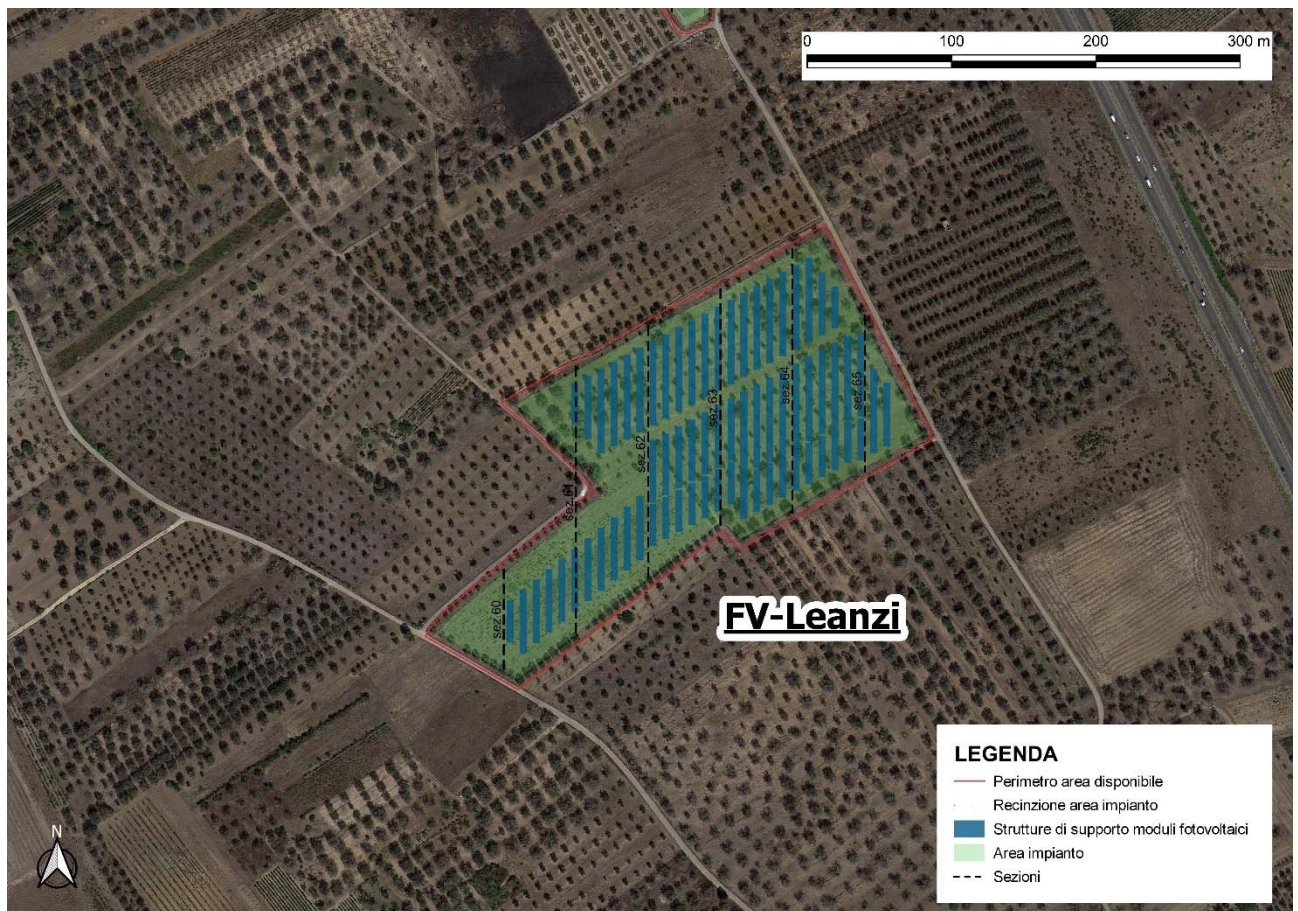 0 100 200 300 m
sez.64
sez.65
sez.63
sez.62
sez.61
sez.60
FV-Leanzi
LEGENDA
Perimetro area disponibile
Recinzione area impianto
Strutture di supporto moduli fotovoltaici
Area impianto
Sezioni
N